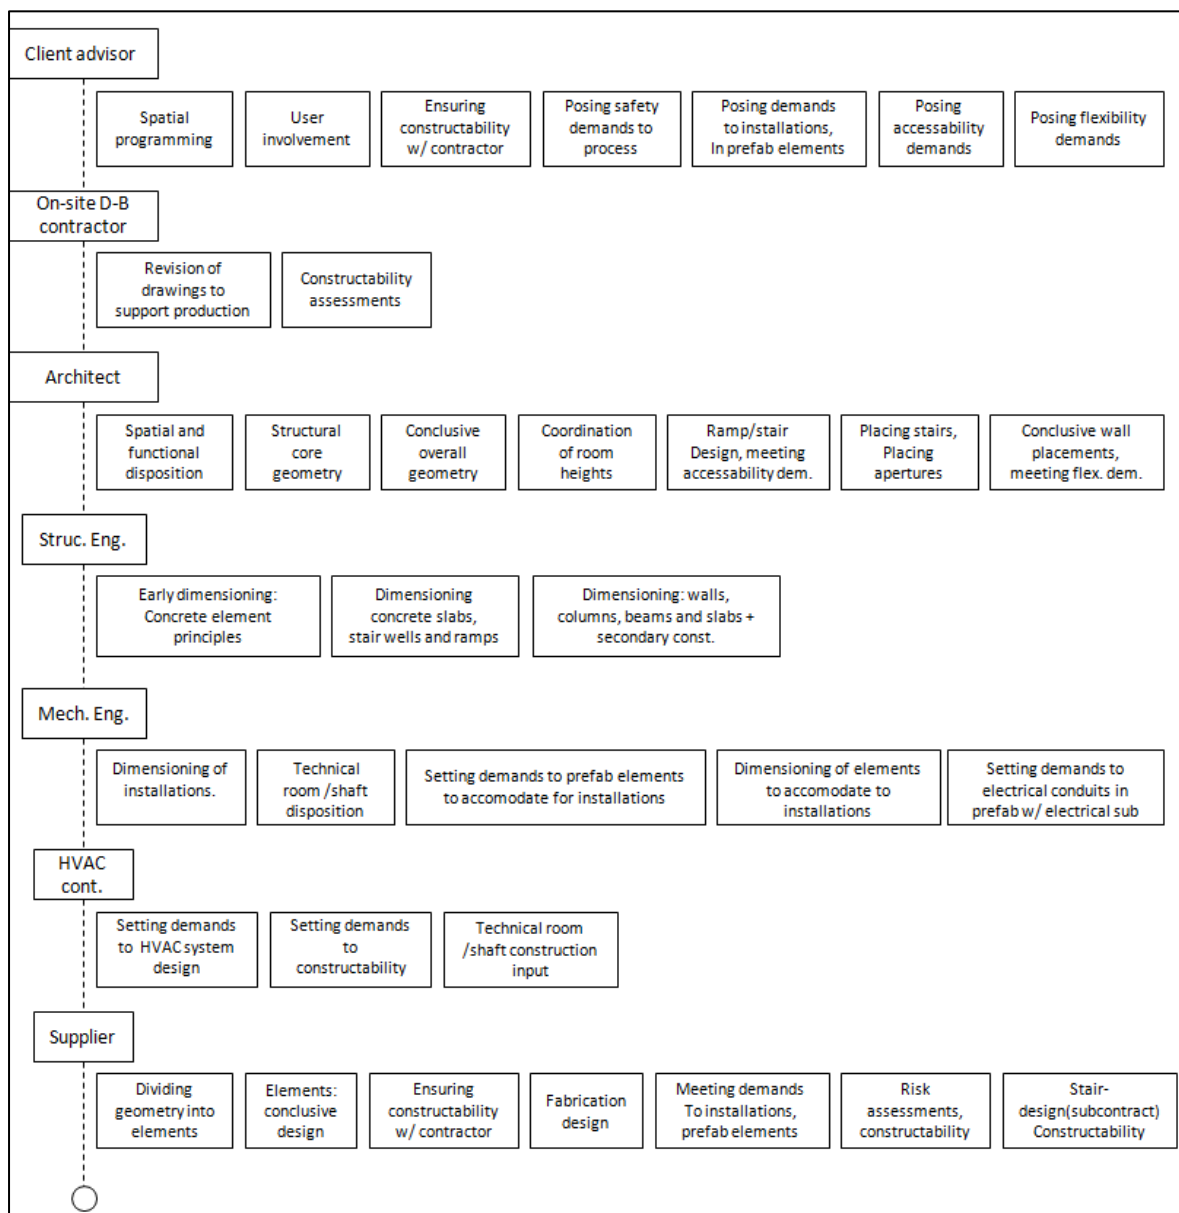 Client advisor
Spatial
programming
User
involvement
Ensuring
constructability
w/ contractor
Posing safety
demands to
process
Posing demands
to installations,
In prefab elements
Posing
accessability
demands
Posing flexibility
demands
On-site D-B
contractor
Revision of
drawings to
support production
Constructability
assessments
Architect
Spatial and
functional
disposition
Structural
core
geometry
Conclusive
overall
geometry
Coordination
of room
heights
Ramp/stair
Design, meeting
accessability dem.
Placing stairs,
Placing
apertures
Conclusive wall
placements,
meeting flex. dem.
Struc. Eng.
Early dimensioning:
Concrete element
principles
Dimensioning
concrete slabs,
stair wells and ramps
Dimensioning: walls,
columns, beams and slabs +
secondary const.
Mech. Eng.
Dimensioning of
installations.
Technical
room /shaft
disposition
Setting demands to prefab elements
to accomodate for installations
Dimensioning of elements
to accomodate to
installations
Setting demands to
electrical conduits in
prefab w/ electrical sub
HVAC
cont.
Setting demands
to HVAC system
design
Setting demands
to
constructability
Technical room
/shaft construction
input
Supplier
Dividing
geometry into
elements
Elements:
conclusive
design
Ensuring
constructability
w/ contractor
Fabrication
design
Meeting demands
To installations,
prefab elements
Risk
assessments,
constructability
Stair-
design(subcontract)
Constructability